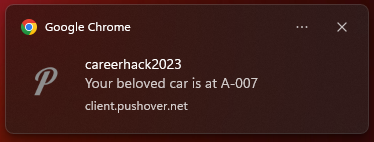 Google Chrome
careerhack2023
Your beloved car is at A-007
client.pushover.net